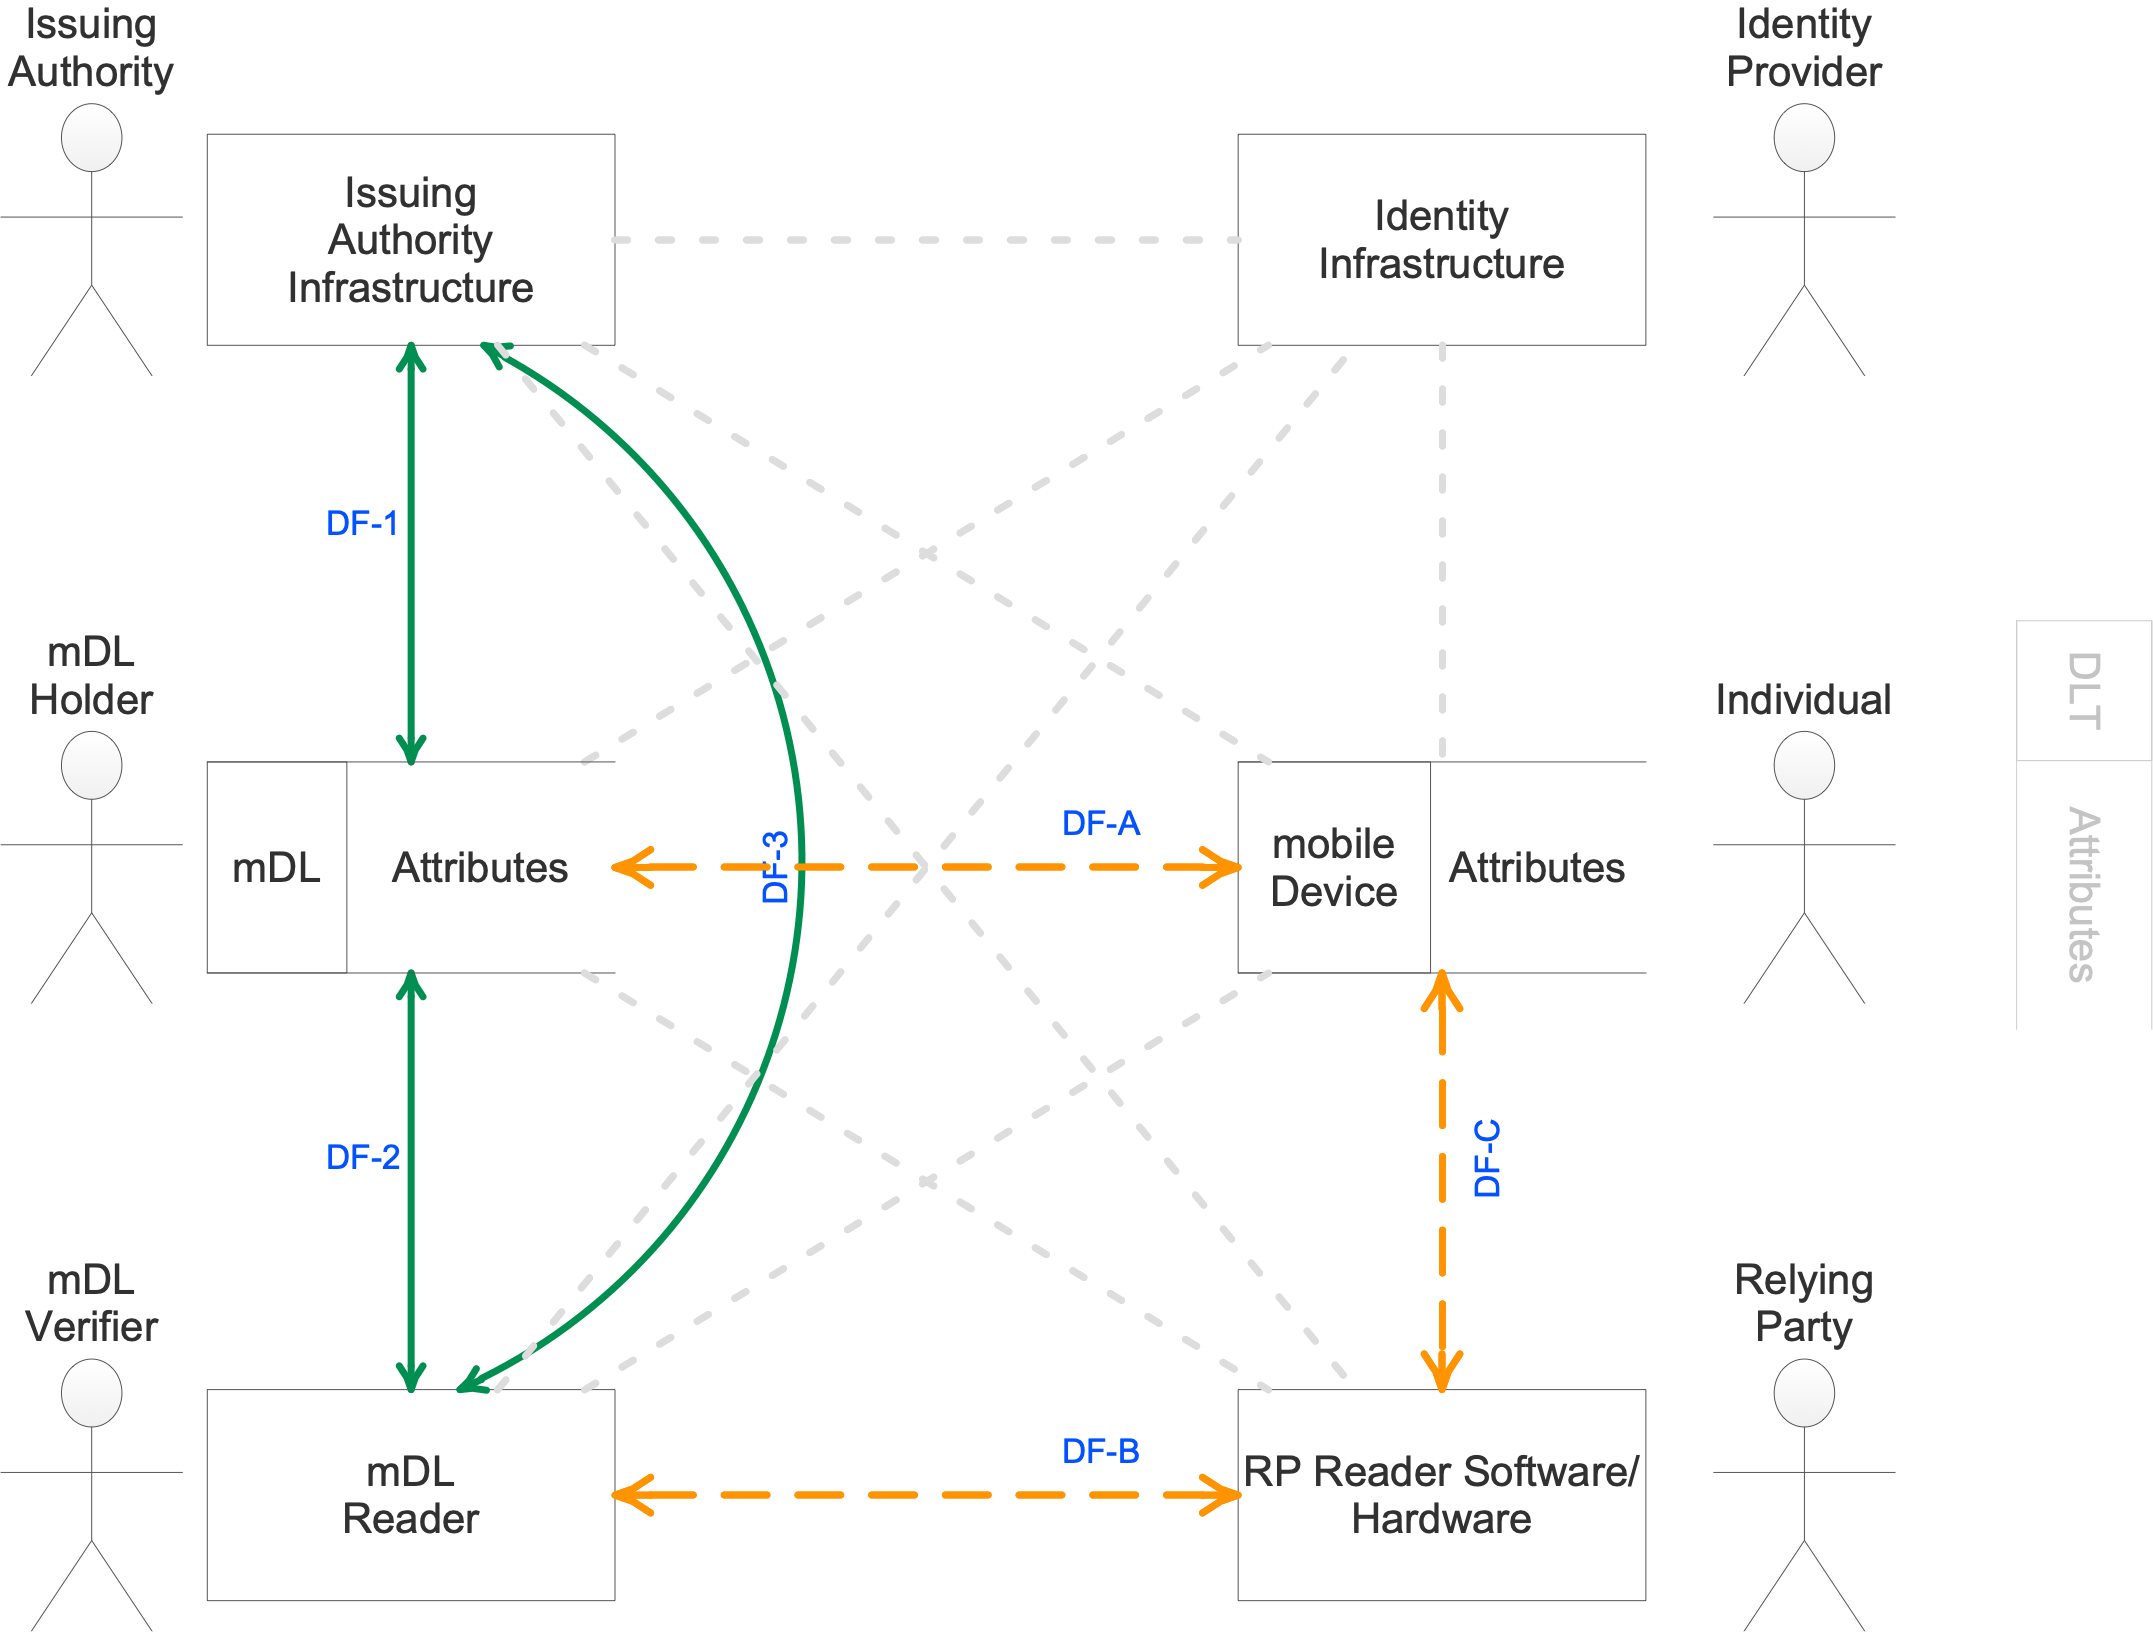 Issuing
Authority
Identity
Provider
Issuing
Authority
Infrastructure
Identity
Infrastructure
DF-1
mDL
Holder
Individual
DLT
Attributes
mDL
Attributes
DF-3
DF-A
mobile
Device
Attributes
DF-2
DF-C
mDL
Verifier
Relying
Party
mDL
Reader
DF-B
RP Reader Software/
Hardware